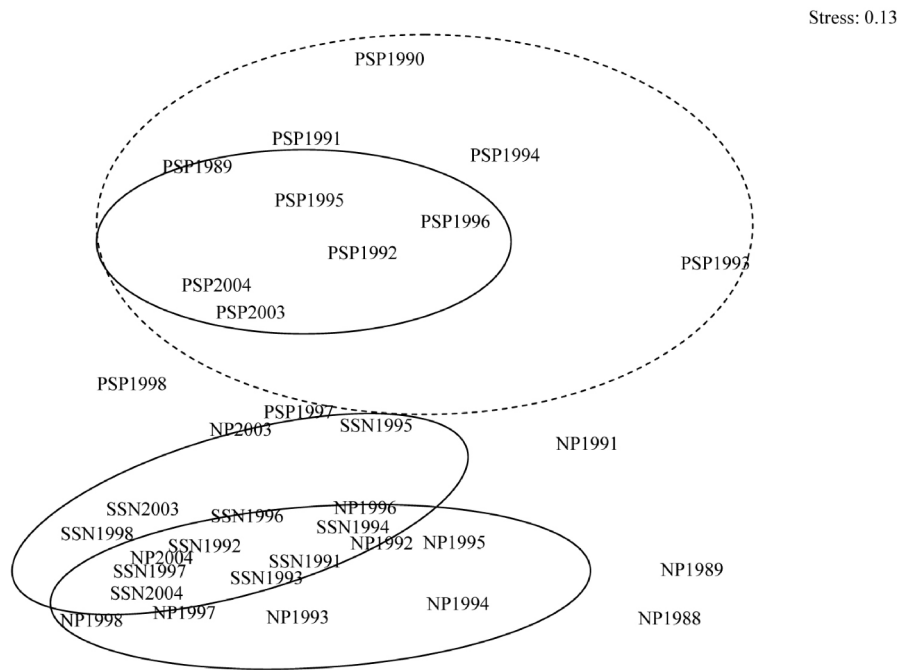 Stress: 0.13
PSP1990
PSP1991
PSP1994
PSP1989
PSP1995
PSP1996
PSP1992
PSP1993
PSP2004
PSP2003
PSP1998
PSP1997
NP2003
SSN1995
NP1991
SSN2003
NP1996
SSN1996
SSN1998
SSN1994
SSN1992
NP1992
NP1995
NP2004
SSN1991
SSN1997
SSN1993
NP1989
SSN2004
NP1994
NP1997
NP1998
NP1993
NP1988